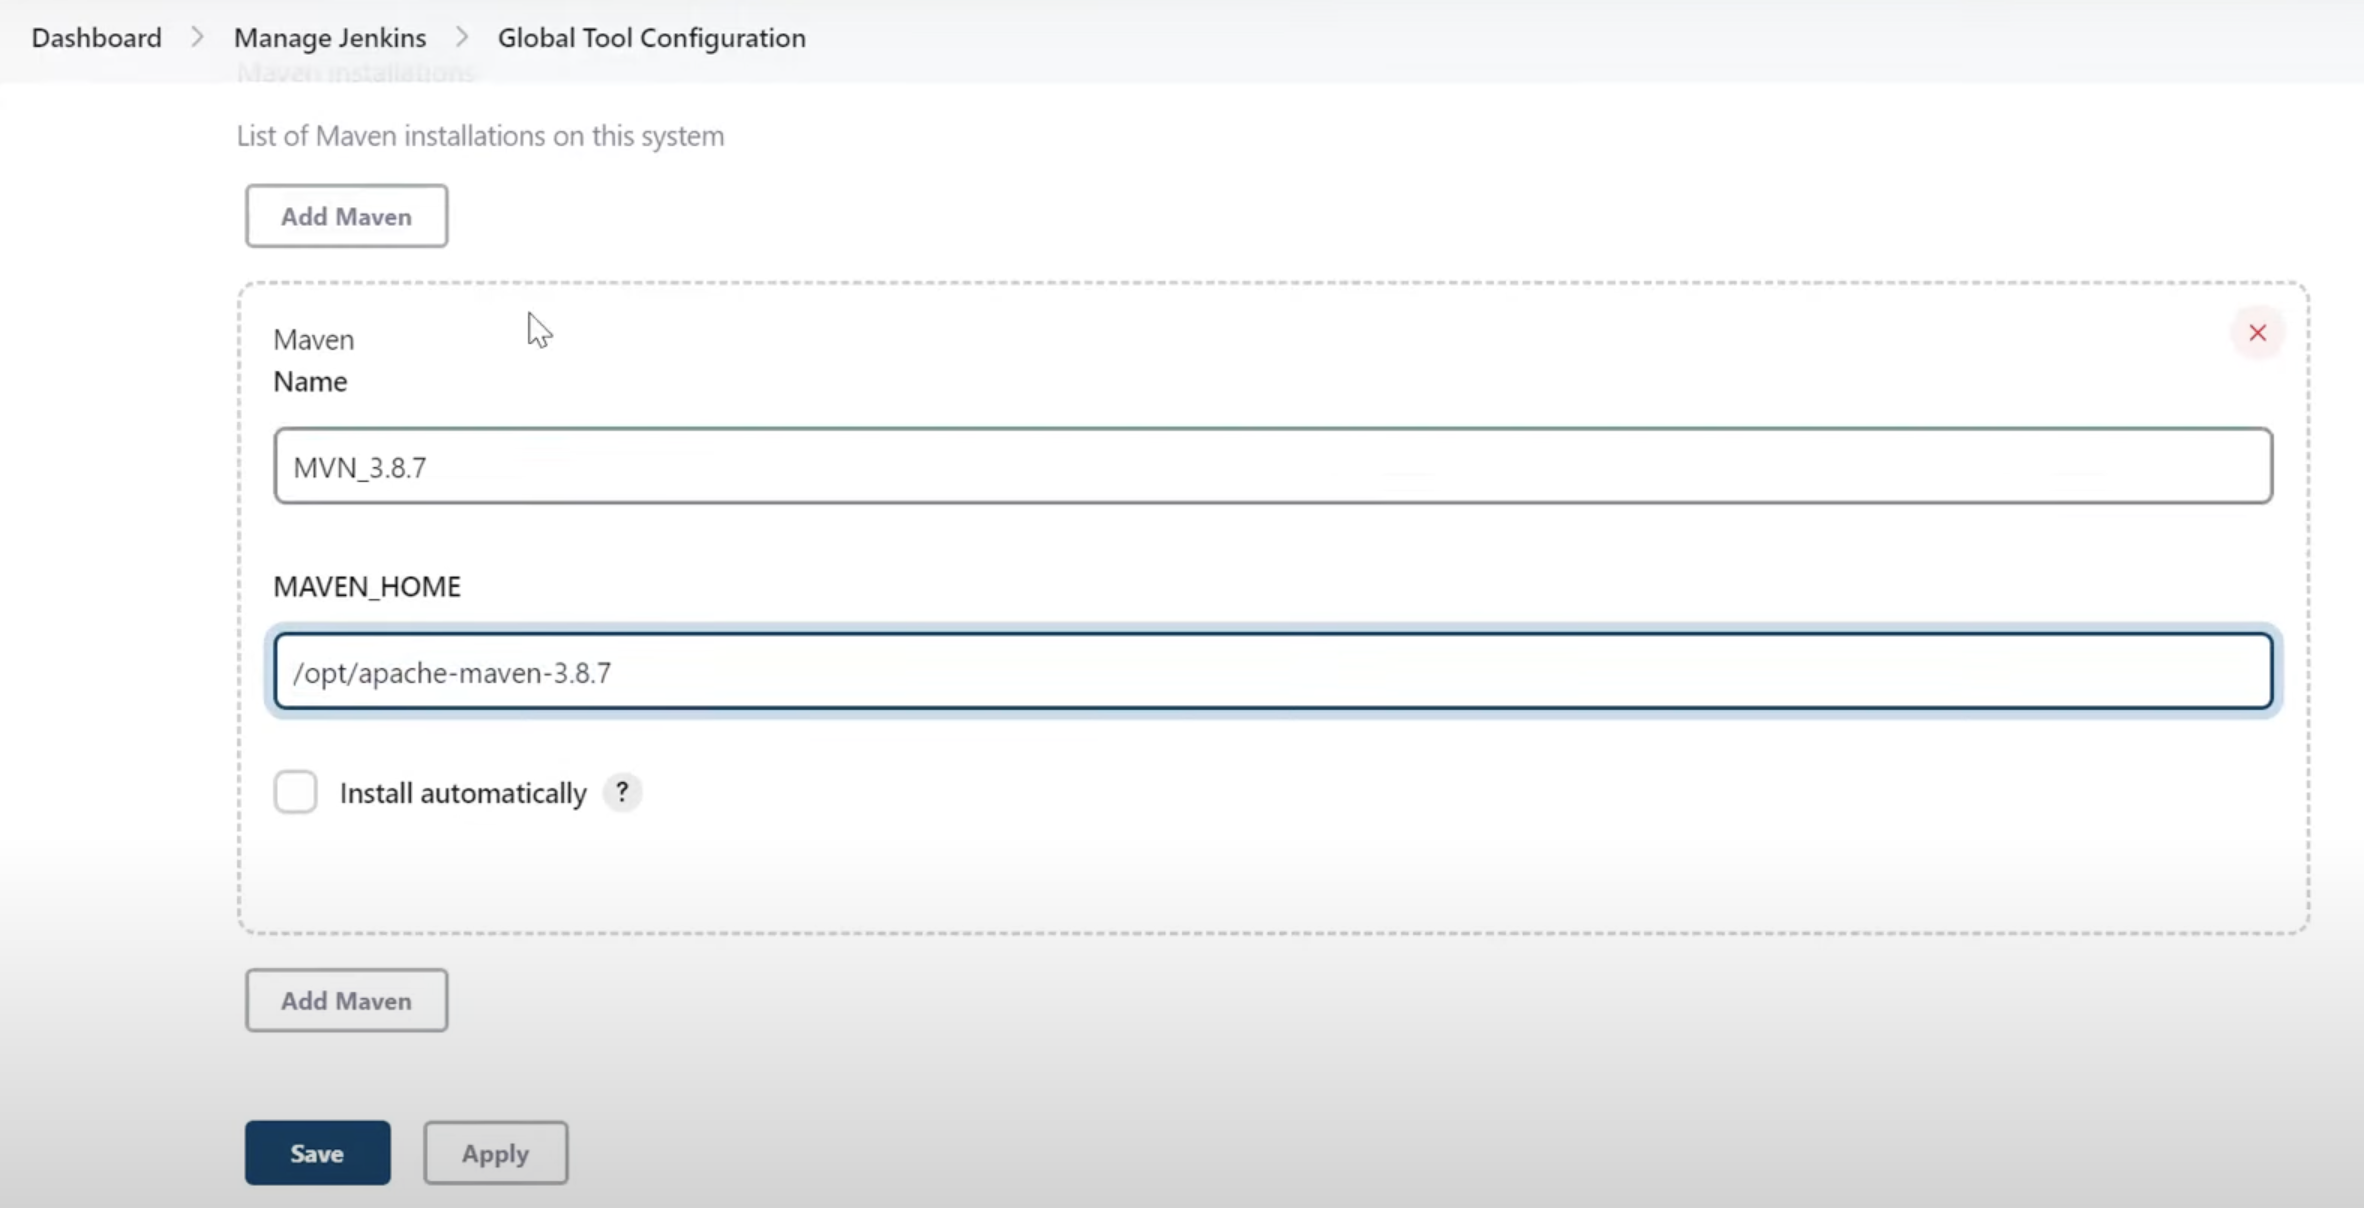 Dashboard > Manage Jenkins > Global Tool Configuration
Maven installations
List of Maven installations on this system
Add Maven
Maven
Name
MVN_3.8.7
MAVEN_HOME
/opt/apache-maven-3.8.7
Install automatically ?
Add Maven
Save Apply